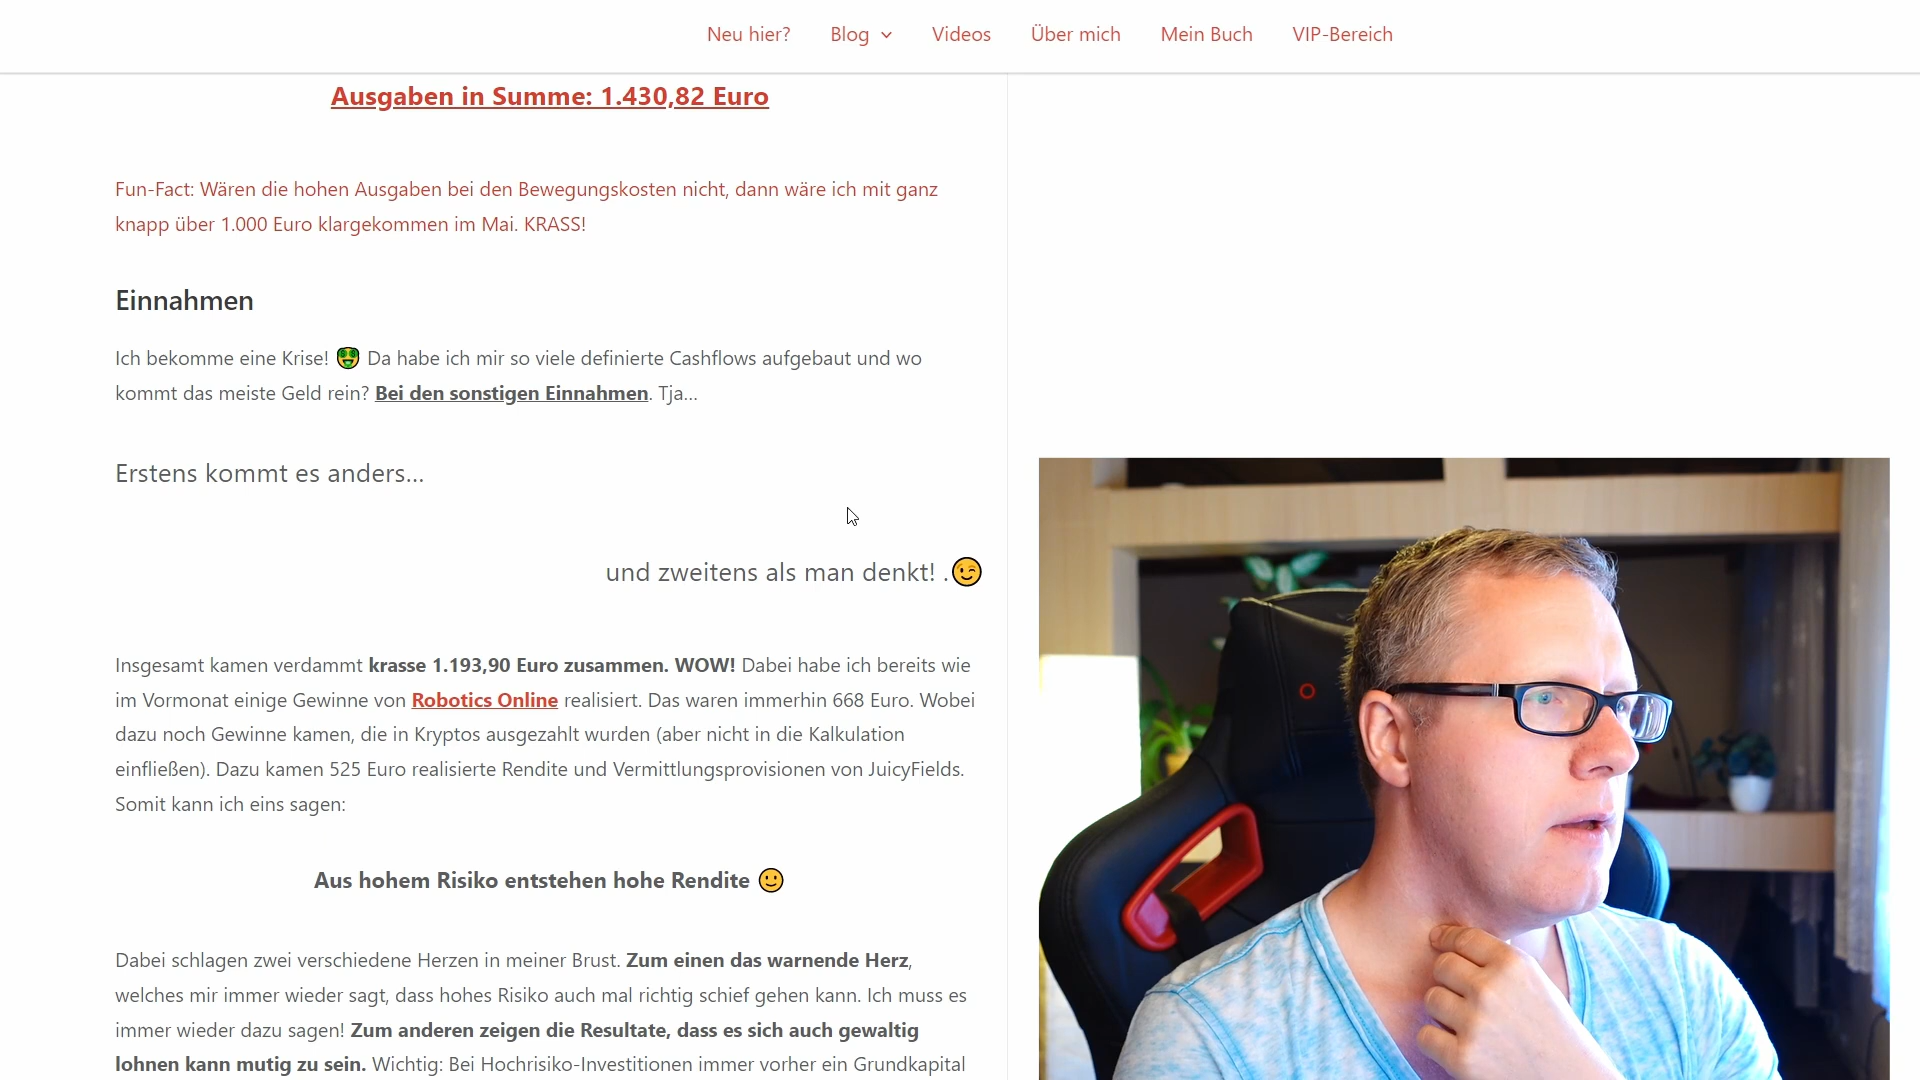 Neu hier? Blog Videos Über mich Mein Buch VIP-Bereich
Ausgaben in Summe: 1.430,82 Euro
Fun-Fact: Wären die hohen Ausgaben bei den Bewegungskosten nicht, dann wäre ich mit ganz
knapp über 1.000 Euro klargekommen im Mai. KRASS!
Einnahmen
Ich bekomme eine Krise! 🤑 Da habe ich mir so viele definierte Cashflows aufgebaut und wo
kommt das meiste Geld rein? Bei den sonstigen Einnahmen. Tja...
Erstens kommt es anders...
und zweitens als man denkt! .😉
Insgesamt kamen verdammt krasse 1.193,90 Euro zusammen. WOW! Dabei habe ich bereits wie
im Vormonat einige Gewinne von Robotics Online realisiert. Das waren immerhin 668 Euro. Wobei
dazu noch Gewinne kamen, die in Kryptos ausgezahlt wurden (aber nicht in die Kalkulation
einfließen). Dazu kamen 525 Euro realisierte Rendite und Vermittlungsprovisionen von JuicyFields.
Somit kann ich eins sagen:
Aus hohem Risiko entstehen hohe Rendite 🙂
Dabei schlagen zwei verschiedene Herzen in meiner Brust. Zum einen das warnende Herz,
welches mir immer wieder sagt, dass hohes Risiko auch mal richtig schief gehen kann. Ich muss es
immer wieder dazu sagen! Zum anderen zeigen die Resultate, dass es sich auch gewaltig
lohnen kann mutig zu sein. Wichtig: Bei Hochrisiko-Investitionen immer vorher ein Grundkapital